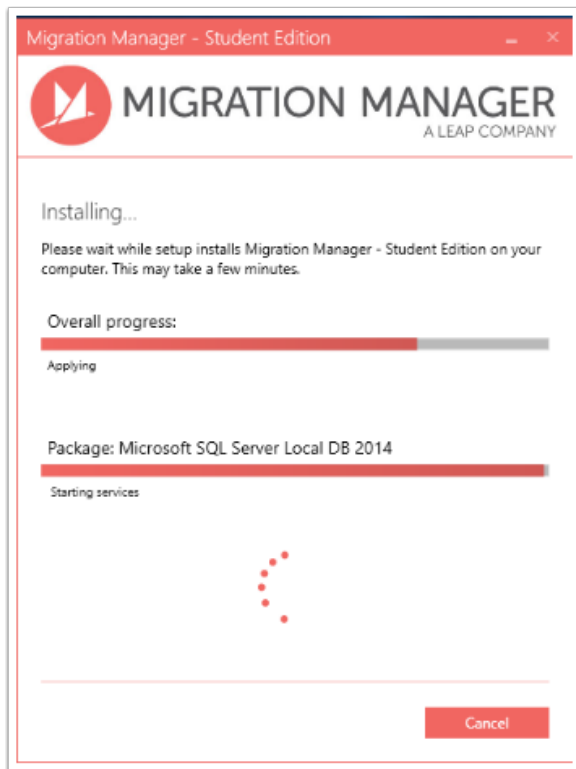 Migration Manager - Student Edition
MIGRATION MANAGER
A LEAP COMPANY
Installing...
Please wait while setup installs Migration Manager - Student Edition on your
computer. This may take a few minutes.
Overall progress:
Applying
Package: Microsoft SQL Server Local DB 2014
Starting services
Cancel